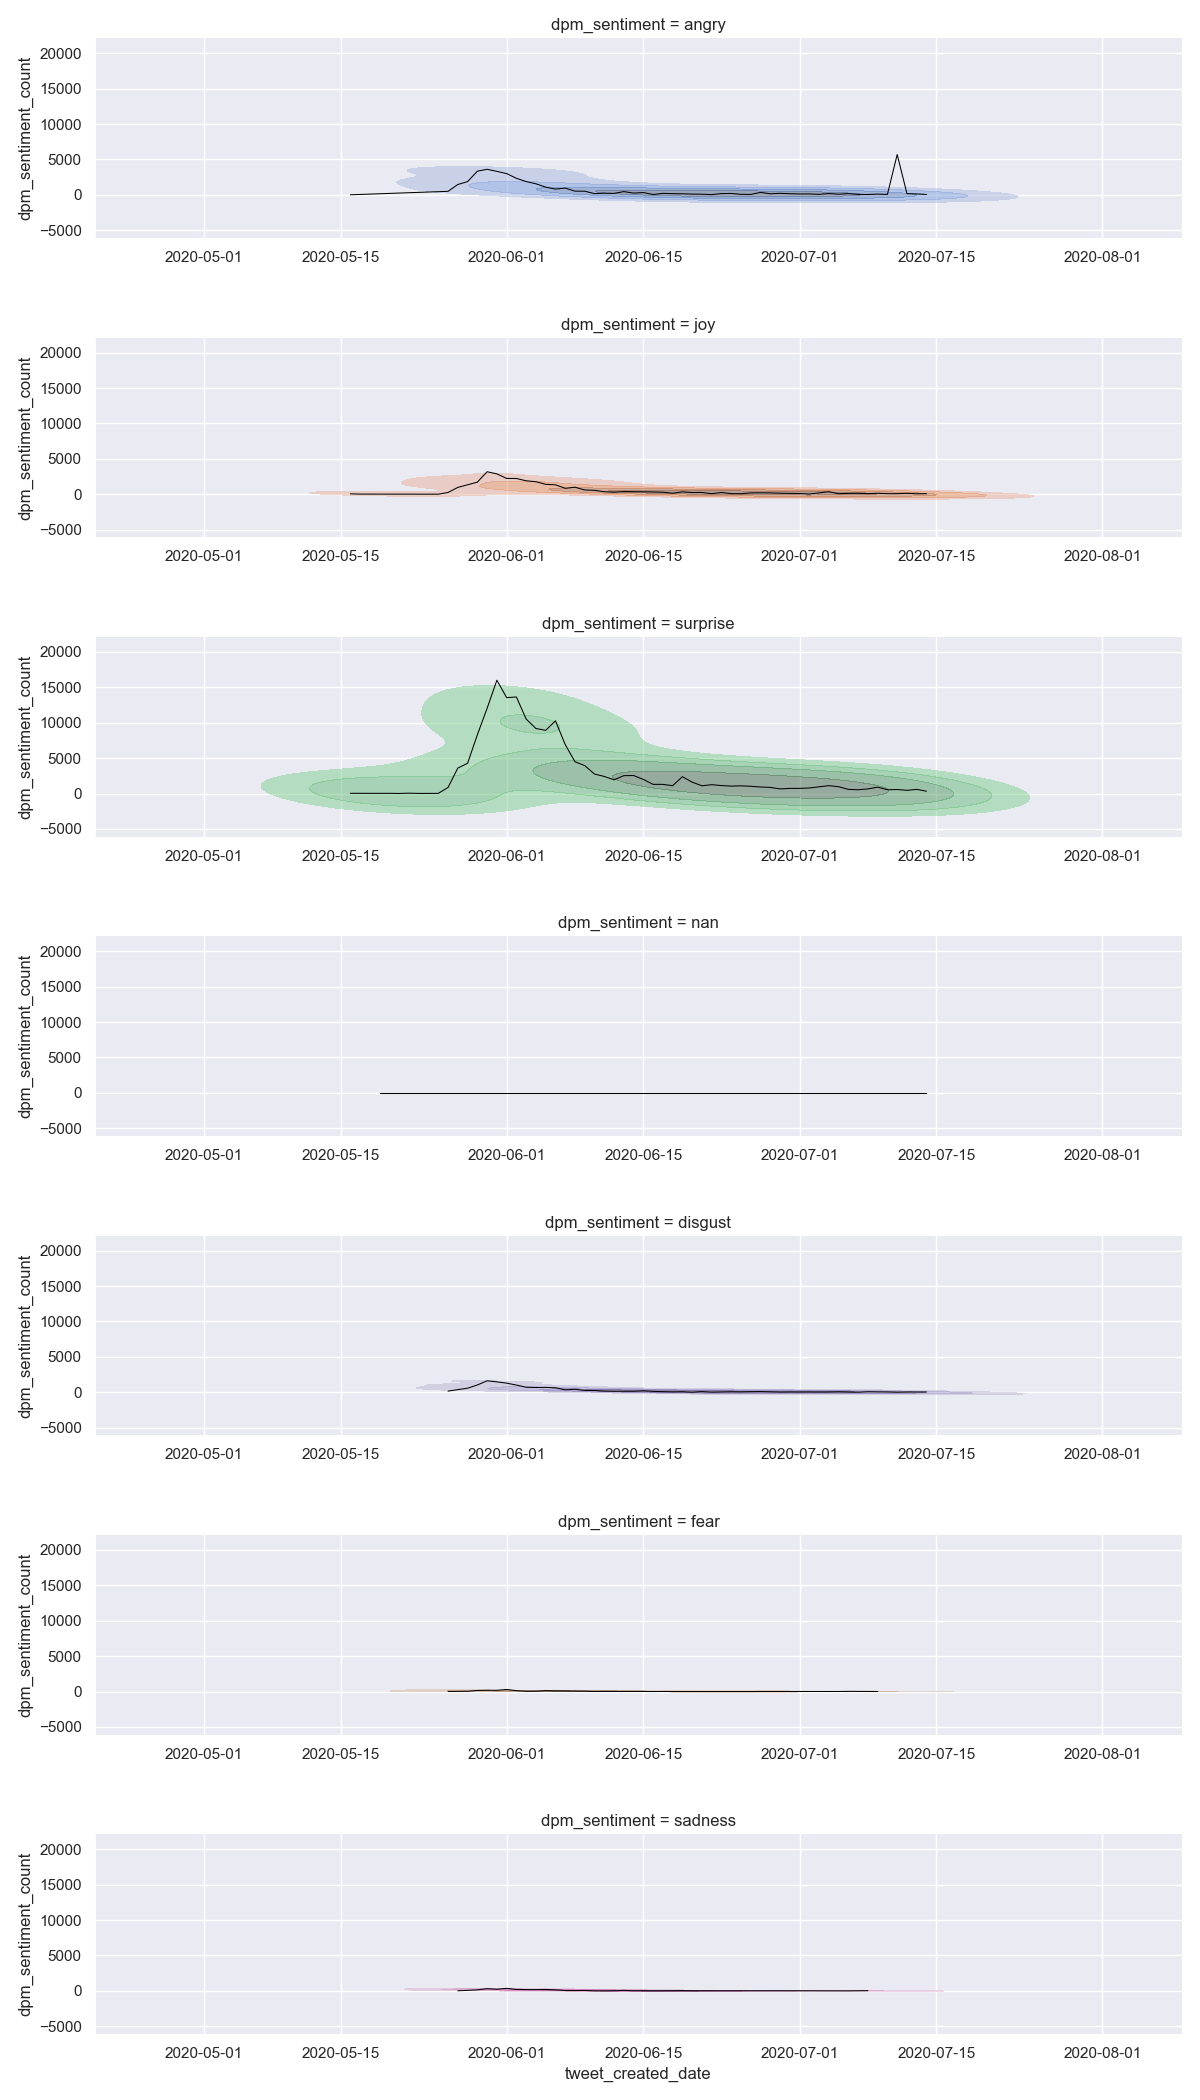 dpm_sentiment = angry
20000
15000
10000
5000
0
−5000
dpm_sentiment_count
2020-05-01 2020-05-15 2020-06-01 2020-06-15 2020-07-01 2020-07-15 2020-08-01
dpm_sentiment = joy
20000
15000
10000
5000
0
−5000
dpm_sentiment_count
2020-05-01 2020-05-15 2020-06-01 2020-06-15 2020-07-01 2020-07-15 2020-08-01
dpm_sentiment = surprise
20000
15000
10000
5000
0
−5000
dpm_sentiment_count
2020-05-01 2020-05-15 2020-06-01 2020-06-15 2020-07-01 2020-07-15 2020-08-01
dpm_sentiment = nan
20000
15000
10000
5000
0
−5000
dpm_sentiment_count
2020-05-01 2020-05-15 2020-06-01 2020-06-15 2020-07-01 2020-07-15 2020-08-01
dpm_sentiment = disgust
20000
15000
10000
5000
0
−5000
dpm_sentiment_count
2020-05-01 2020-05-15 2020-06-01 2020-06-15 2020-07-01 2020-07-15 2020-08-01
dpm_sentiment = fear
20000
15000
10000
5000
0
−5000
dpm_sentiment_count
2020-05-01 2020-05-15 2020-06-01 2020-06-15 2020-07-01 2020-07-15 2020-08-01
dpm_sentiment = sadness
20000
15000
10000
5000
0
−5000
dpm_sentiment_count
2020-05-01 2020-05-15 2020-06-01 2020-06-15 2020-07-01 2020-07-15 2020-08-01
tweet_created_date